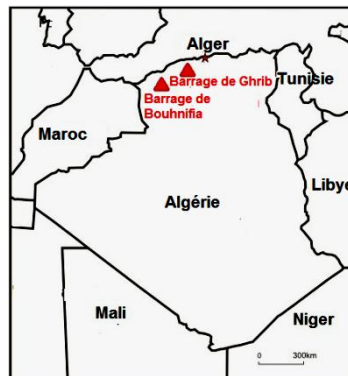 Alger
Tunisie
Barrage de Ghrib
Barrage de
Bouhnifia
Maroc
Libye
Algérie
Mali
Niger
0 300km